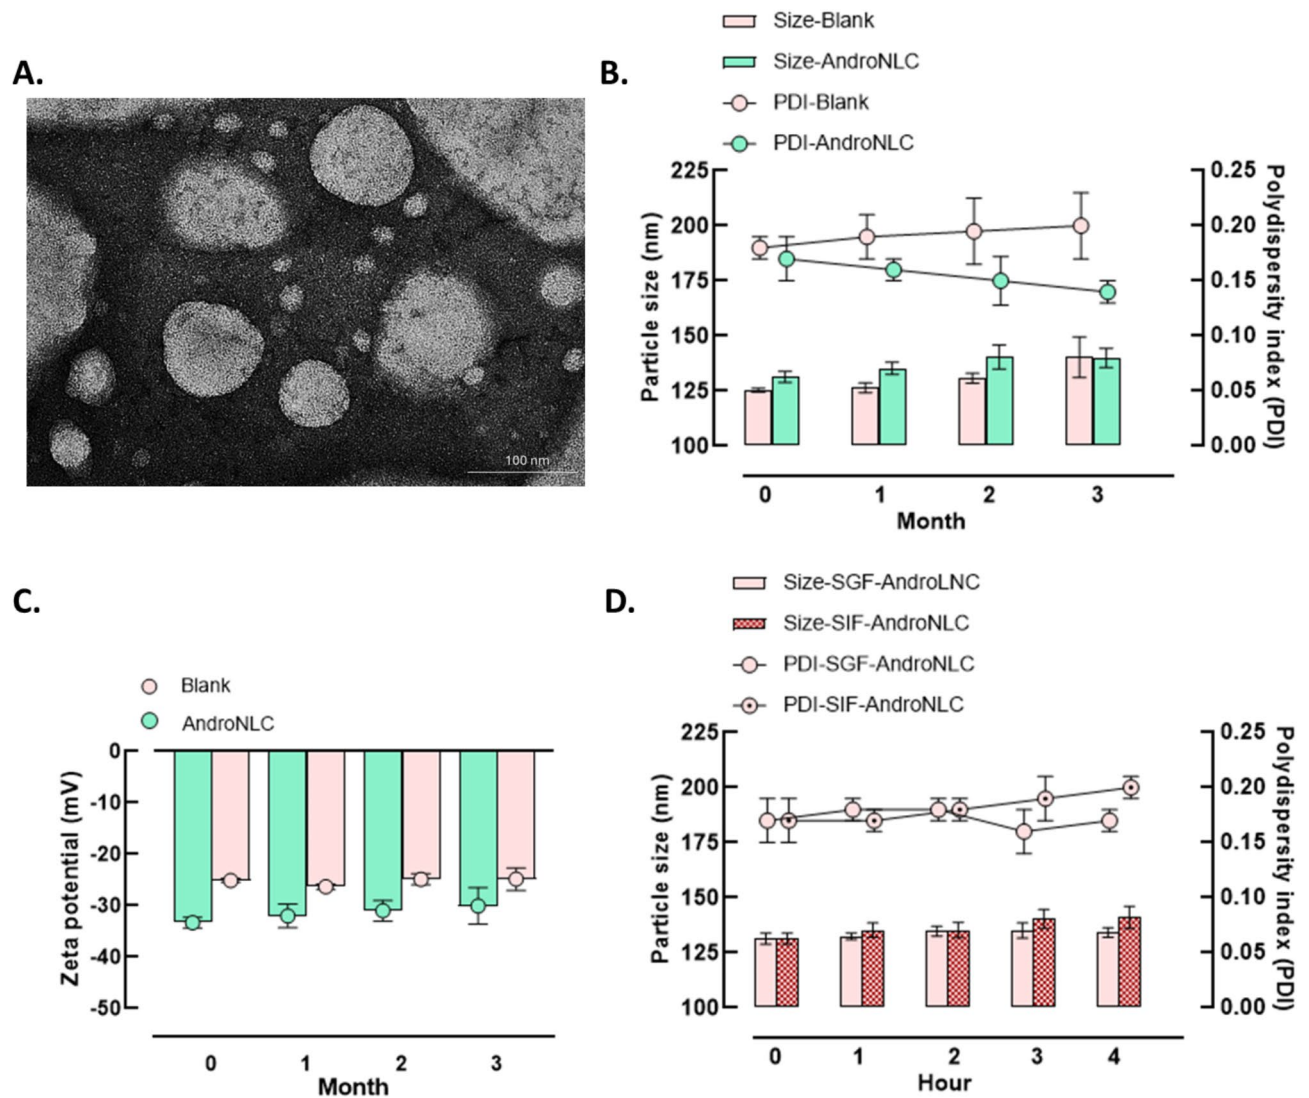 A.
100 nm
B.
Size-Blank
Size-AndroNLC
PDI-Blank
PDI-AndroNLC
225
200
175
150
125
100
Particle size (nm)
0.25
0.20
0.15
0.10
0.05
0.00
Polydispersity index (PDI)
0 1 2 3
Month
C.
Blank
AndroNLC
0
-10
-20
-30
-40
-50
Zeta potential (mV)
0 1 2 3
Month
D.
Size-SGF-AndroLNC
Size-SIF-AndroNLC
PDI-SGF-AndroNLC
PDI-SIF-AndroNLC
225
200
175
150
125
100
Particle size (nm)
0.25
0.20
0.15
0.10
0.05
0.00
Polydispersity index (PDI)
0 1 2 3 4
Hour